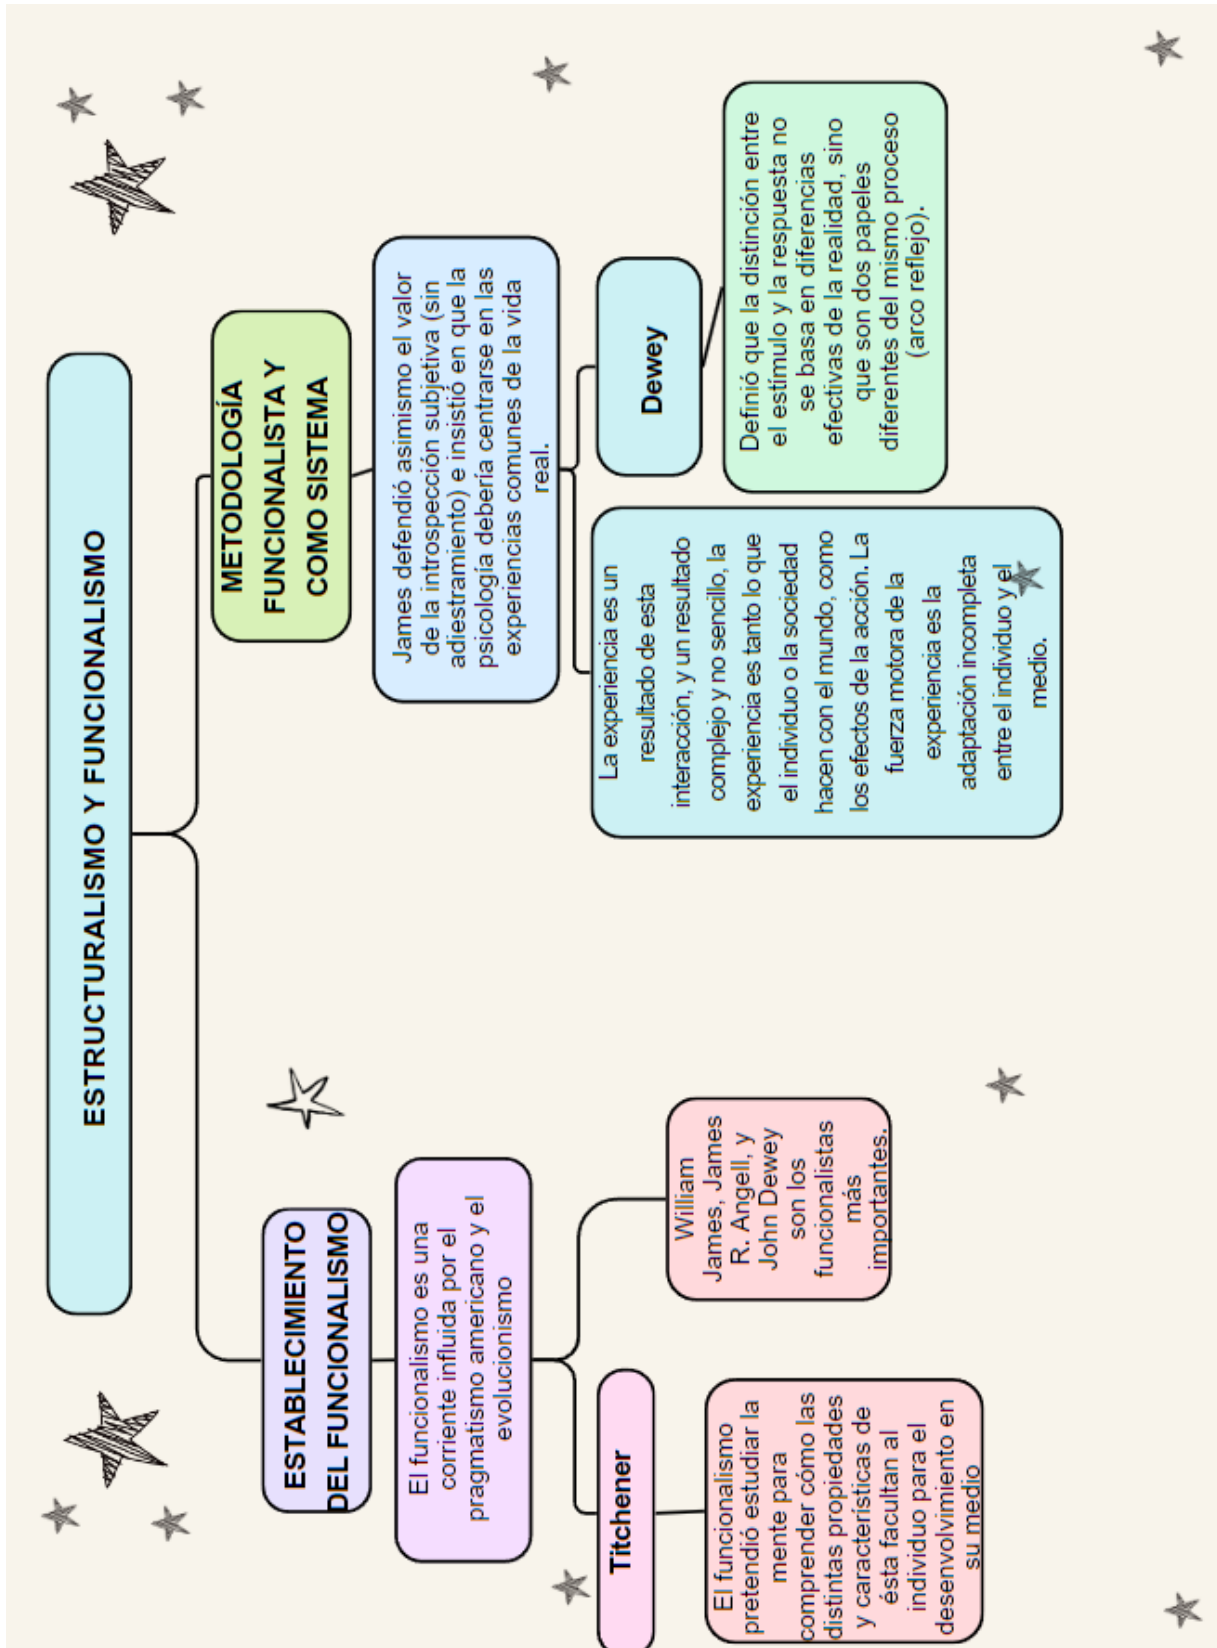 ESTRUCTURALISMO Y FUNCIONALISMO
ESTABLECIMIENTO
DEL FUNCIONALISMO
El funcionalismo es una
corriente influida por el
pragmatismo americano y el
evolucionismo
Titchener
El funcionalismo
pretendió estudiar la
mente para
comprender cómo las
distintas propiedades
y características de
ésta facultan al
individuo para el
desenvolvimiento en
su medio
William
James, James
R. Angell, y
John Dewey
son los
funcionalistas
más
importantes.
METODOLOGÍA
FUNCIONALISTA Y
COMO SISTEMA
James defendió asimismo el valor
de la introspección subjetiva (sin
adiestramiento) e insistió en que la
psicología debería centrarse en las
experiencias comunes de la vida
real.
La experiencia es un
resultado de esta
interacción, y un resultado
complejo y no sencillo, la
experiencia es tanto lo que
el individuo o la sociedad
hacen con el mundo, como
los efectos de la acción. La
fuerza motora de la
experiencia es la
adaptación incompleta
entre el individuo y el
medio.
Dewey
Definió que la distinción entre
el estímulo y la respuesta no
se basa en diferencias
efectivas de la realidad, sino
que son dos papeles
diferentes del mismo proceso
(arco reflejo).